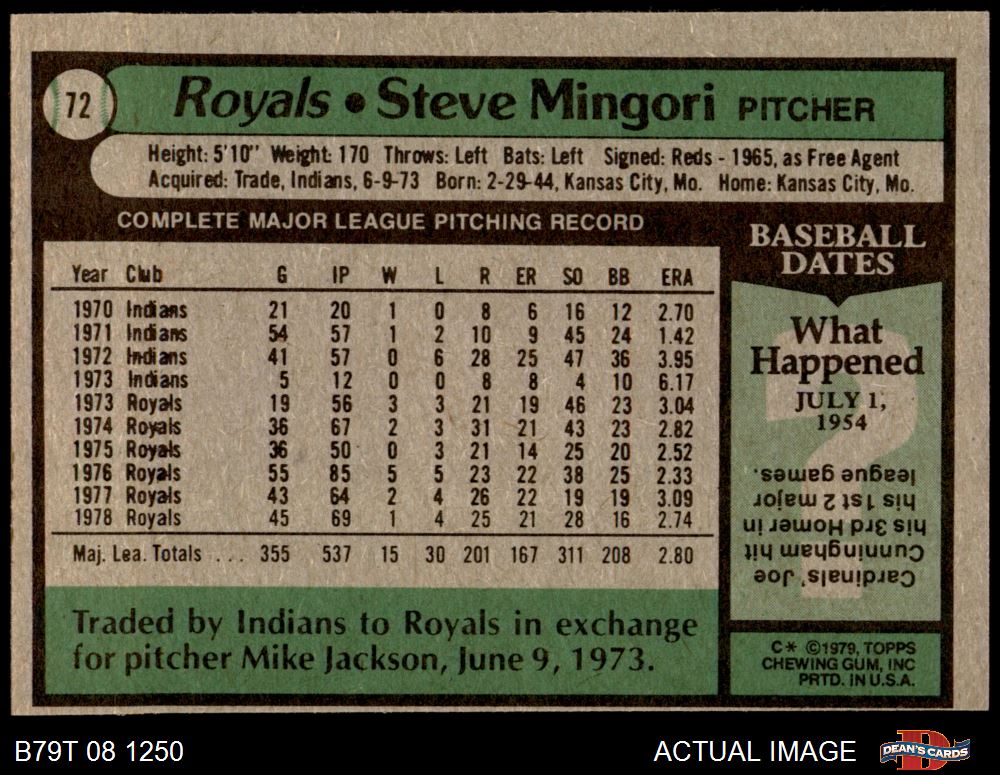 72
Royals • Steve Mingori PITCHER
Height: 5'10" Weight: 170 Throws: Left Bats: Left Signed: Reds - 1965, as Free Agent
Acquired: Trade, Indians, 6-9-73 Born: 2-29-44, Kansas City, Mo. Home: Kansas City, Mo.
COMPLETE MAJOR LEAGUE PITCHING RECORD
Year Club G IP W L R ER SO BB ERA
1970 Indians 21 20 1 0 8 6 16 12 2.70
1971 Indians 54 57 1 2 10 9 45 24 1.42
1972 Indians 41 57 0 6 28 25 47 36 3.95
1973 Indians 5 12 0 0 8 8 4 10 6.17
1973 Royals 19 56 3 3 21 19 46 23 3.04
1974 Royals 36 67 2 3 31 21 43 23 2.82
1975 Royals 36 50 0 3 21 14 25 20 2.52
1976 Royals 55 85 5 5 23 22 38 25 2.33
1977 Royals 43 64 2 4 26 22 19 19 3.09
1978 Royals 45 69 1 4 25 21 28 16 2.74
Maj. Lea. Totals . . . 355 537 15 30 201 167 311 208 2.80
Traded by Indians to Royals in exchange
for pitcher Mike Jackson, June 9, 1973.
BASEBALL
DATES
What
Happened
JULY 1,
1954
?
Cardinals' Joe
Cunningham hit
his 3rd Homer in
his 1st 2 major
league games.
C* ©1979, TOPPS
CHEWING GUM, INC
PRTD. IN U.S.A.
B79T 08 1250
ACTUAL IMAGE
D
DEAN'S CARDS